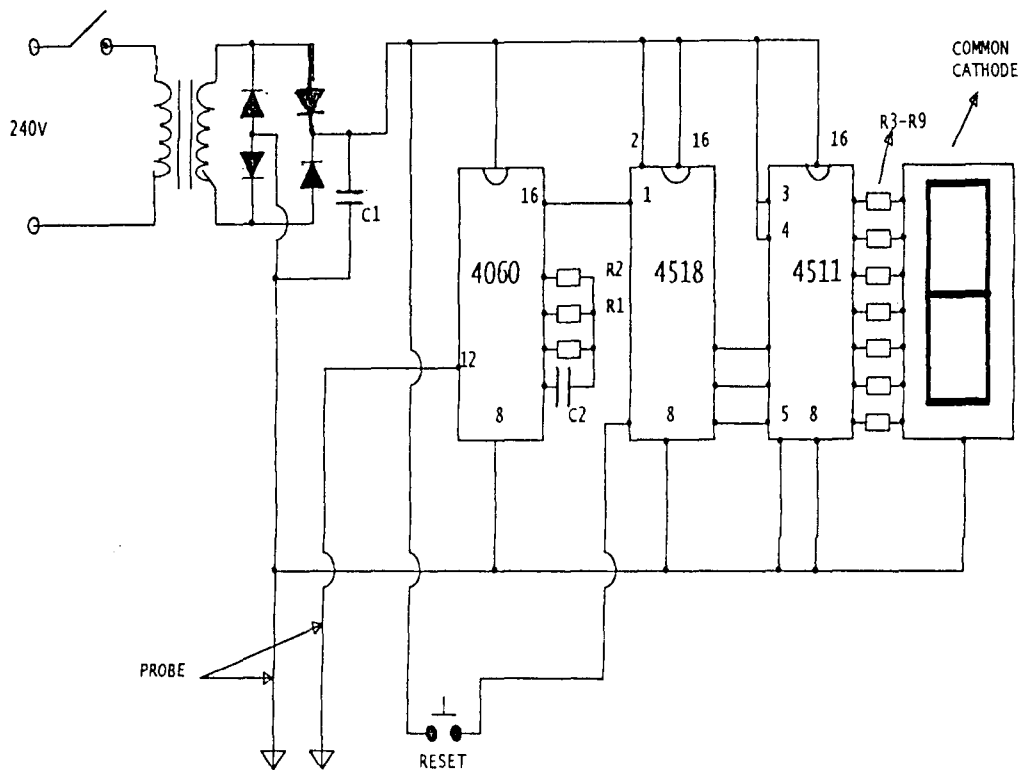 COMMON
CATHODE
240V
R3-R9
2
16
16
16
1
3
4
C1
4060
R2
4518
4511
R1
12
8
C2
8
5
8
PROBE
RESET